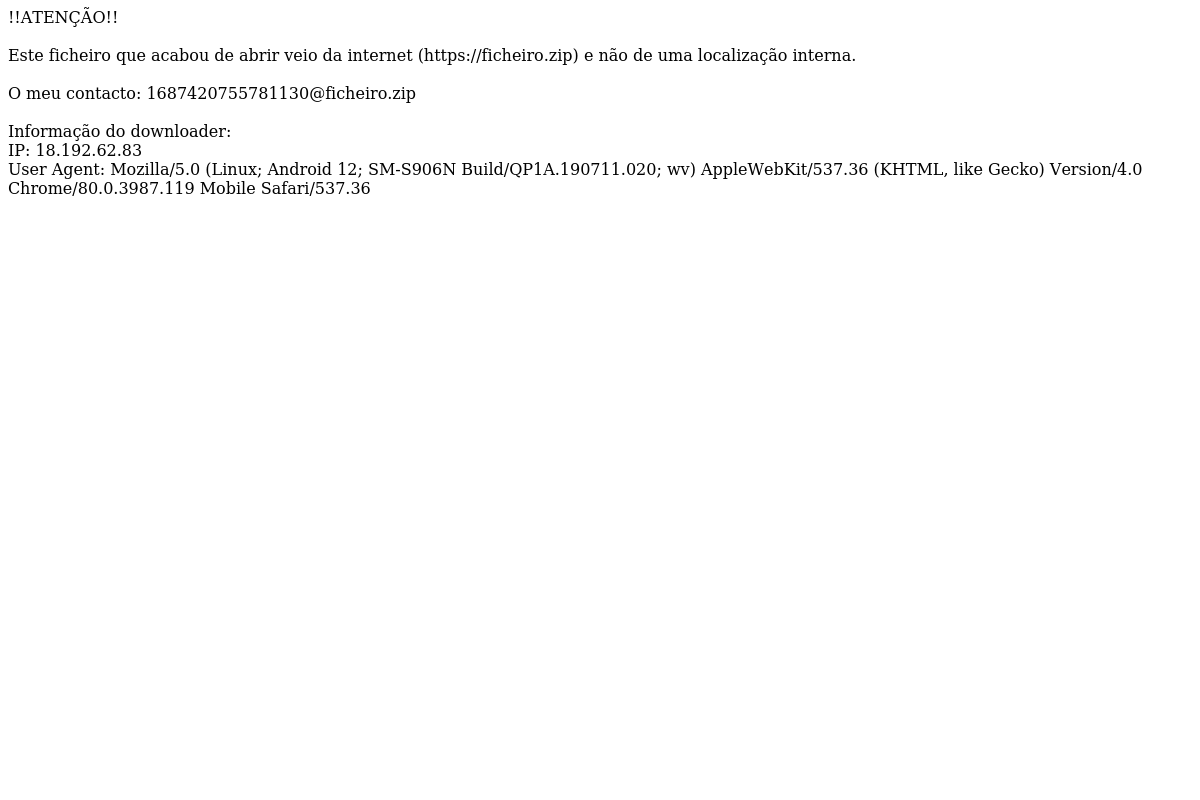 !!ATENÇÃO!!
Este ficheiro que acabou de abrir veio da internet (https://ficheiro.zip) e não de uma localização interna.
O meu contacto: 1687420755781130@ficheiro.zip
Informação do downloader:
IP: 18.192.62.83
User Agent: Mozilla/5.0 (Linux; Android 12; SM-S906N Build/QP1A.190711.020; wv) AppleWebKit/537.36 (KHTML, like Gecko) Version/4.0
Chrome/80.0.3987.119 Mobile Safari/537.36